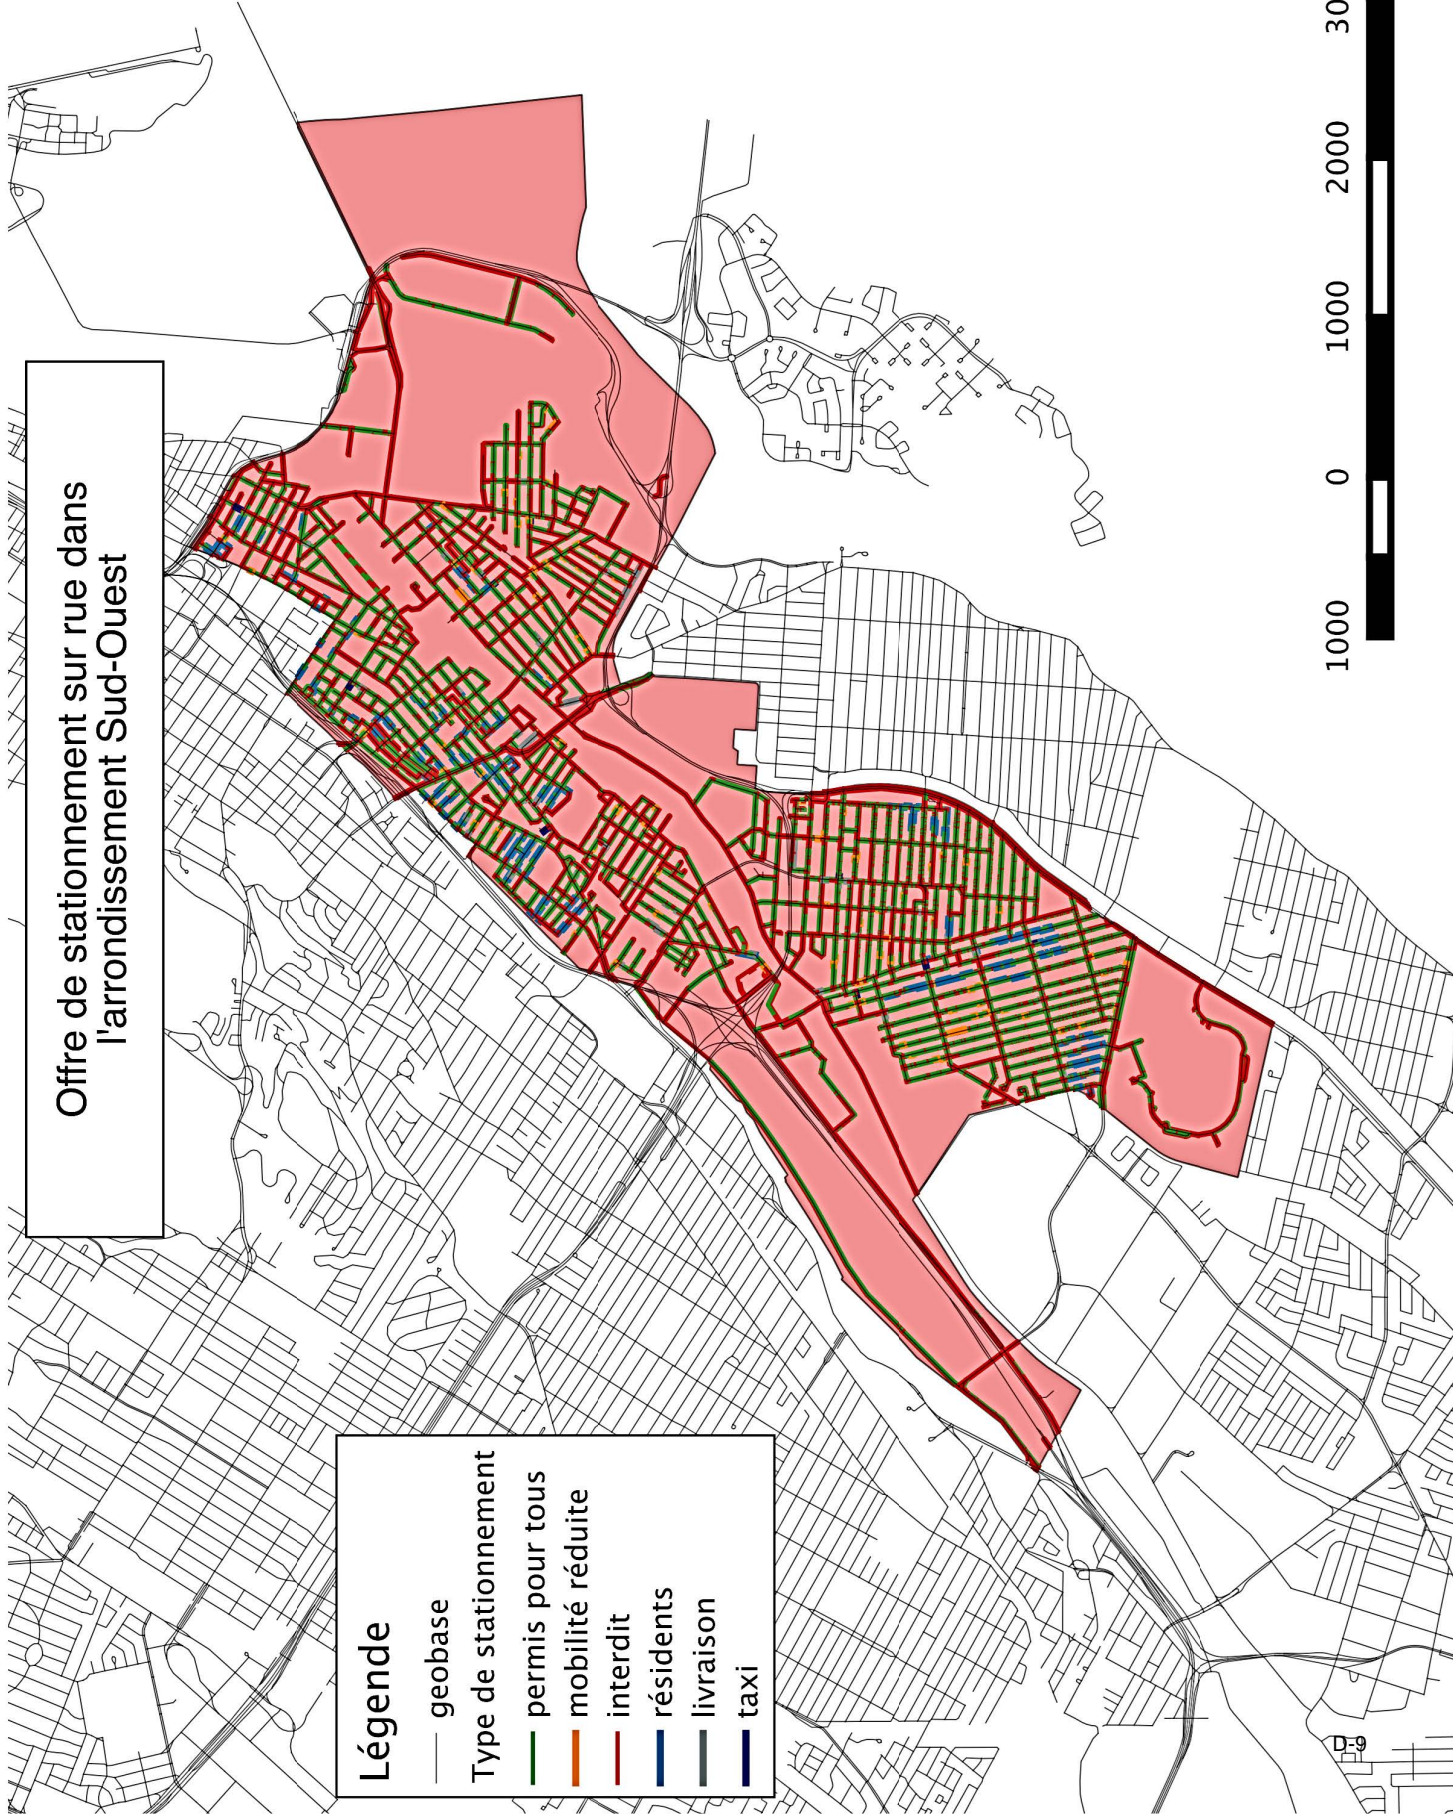 Offre de stationnement sur rue dans
l'arrondissement Sud-Ouest
Légende
geobase
Type de stationnement
permis pour tous
mobilité réduite
interdit
résidents
livraison
taxi
1000 0 1000 2000 30
D-9